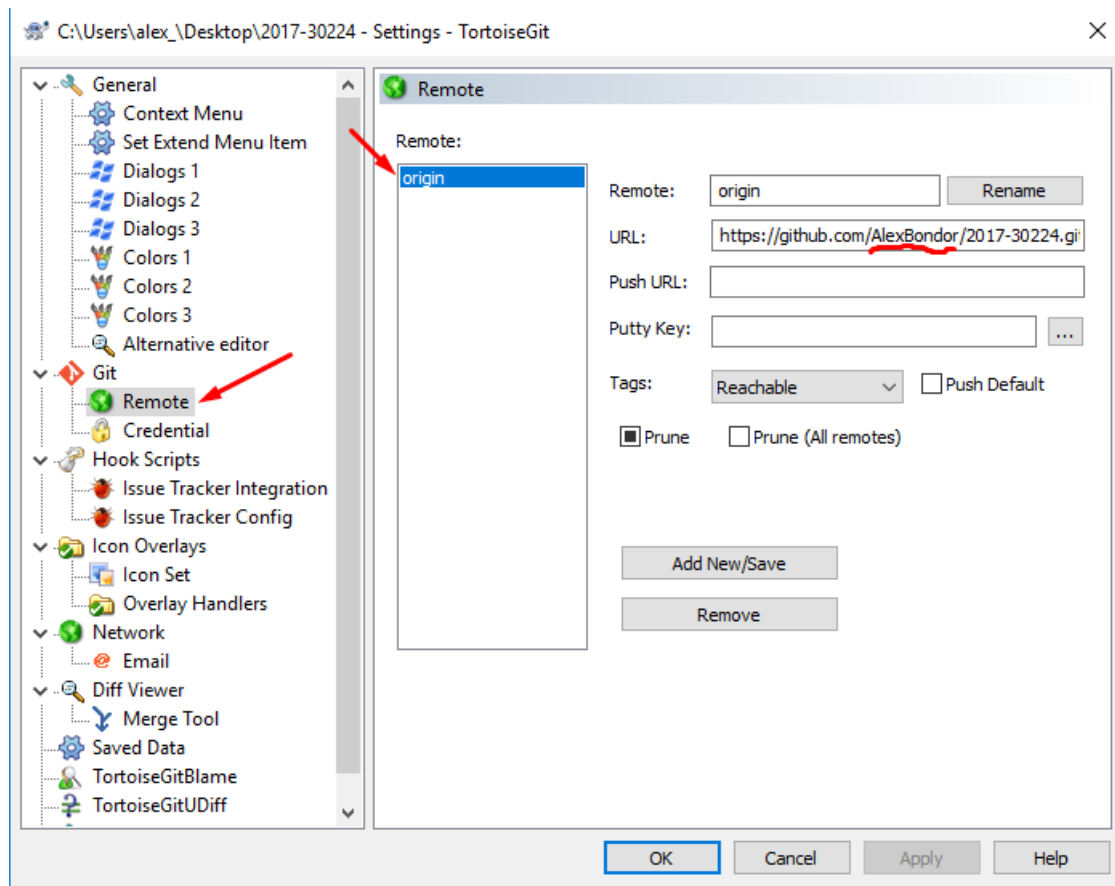 C:\Users\alex_\Desktop\2017-30224 - Settings - TortoiseGit
General
Context Menu
Set Extend Menu Item
Dialogs 1
Dialogs 2
Dialogs 3
Colors 1
Colors 2
Colors 3
Alternative editor
Git
Remote
Credential
Hook Scripts
Issue Tracker Integration
Issue Tracker Config
Icon Overlays
Icon Set
Overlay Handlers
Network
Email
Diff Viewer
Merge Tool
Saved Data
TortoiseGitBlame
TortoiseGitUDiff
Remote
Remote:
origin
Remote: origin Rename
URL: https://github.com/AlexBondor/2017-30224.gi
Push URL:
Putty Key: ...
Tags: Reachable Push Default
Prune Prune (All remotes)
Add New/Save
Remove
OK Cancel Apply Help